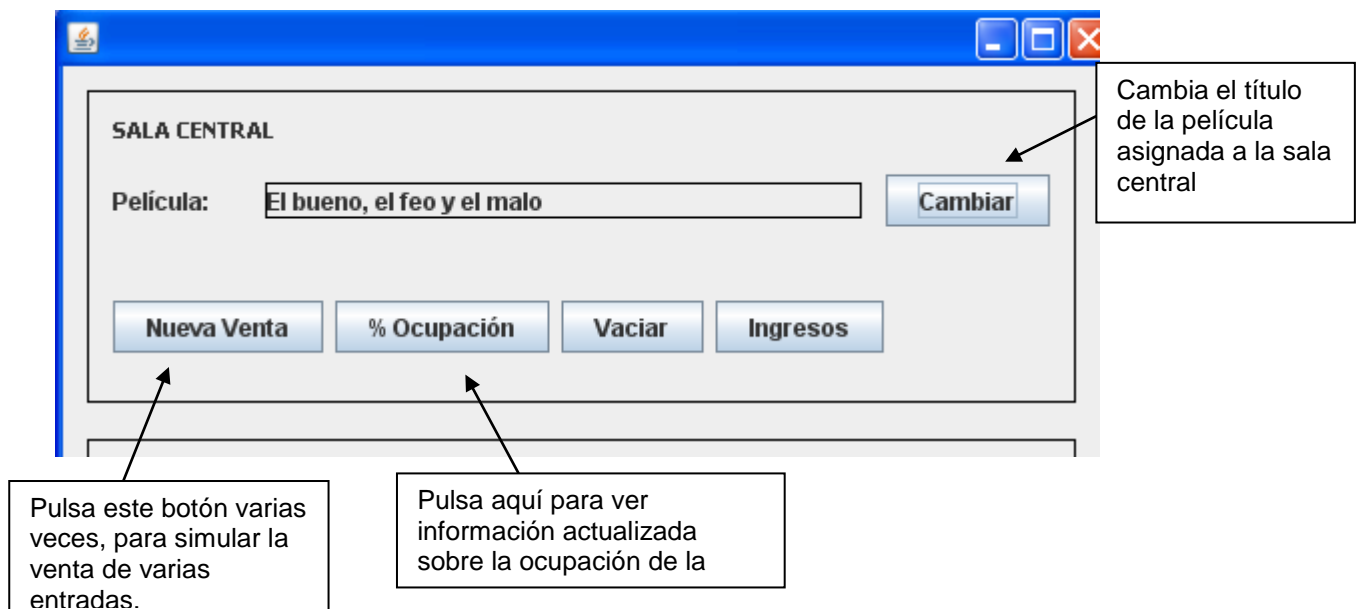 SALA CENTRAL
Película: El bueno, el feo y el malo Cambiar
Nueva Venta % Ocupación Vaciar Ingresos
Cambia el título
de la película
asignada a la sala
central
Pulsa este botón varias
veces, para simular la
venta de varias
entradas.
Pulsa aquí para ver
información actualizada
sobre la ocupación de la